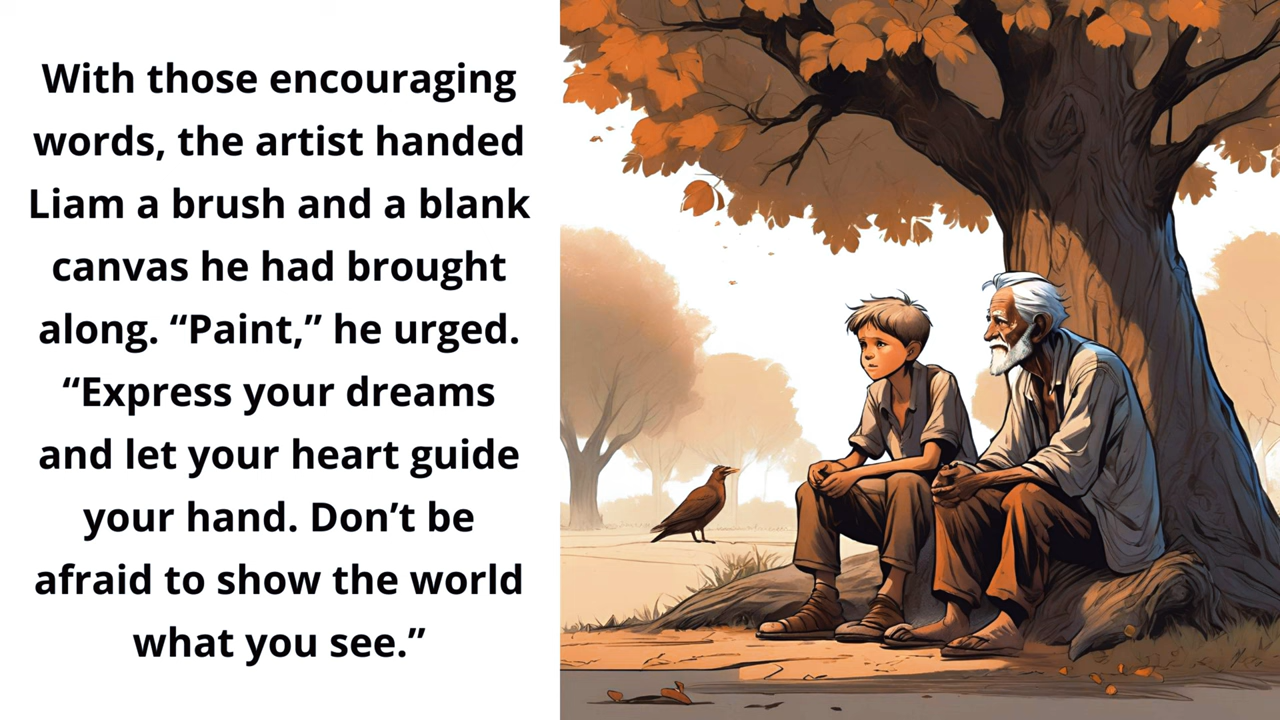 With those encouraging
words, the artist handed
Liam a brush and a blank
canvas he had brought
along. “Paint,” he urged.
“Express your dreams
and let your heart guide
your hand. Don’t be
afraid to show the world
what you see.”